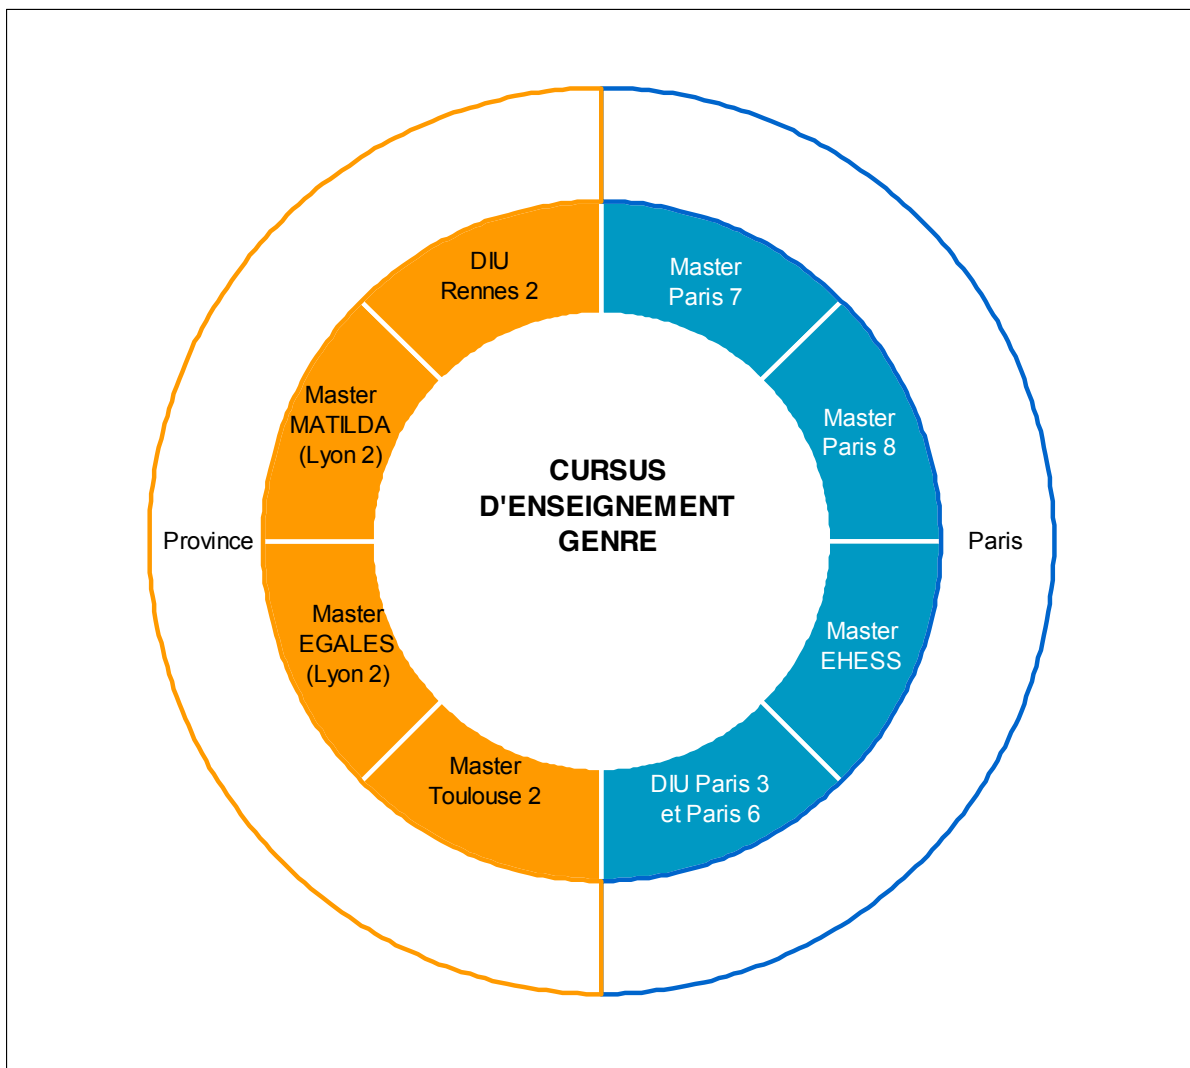 DIU
Rennes 2
Master
Paris 7
Master
MATILDA
(Lyon 2)
Master
Paris 8
CURSUS
D'ENSEIGNEMENT
GENRE
Province
Paris
Master
EGALES
(Lyon 2)
Master
EHESS
Master
Toulouse 2
DIU Paris 3
et Paris 6